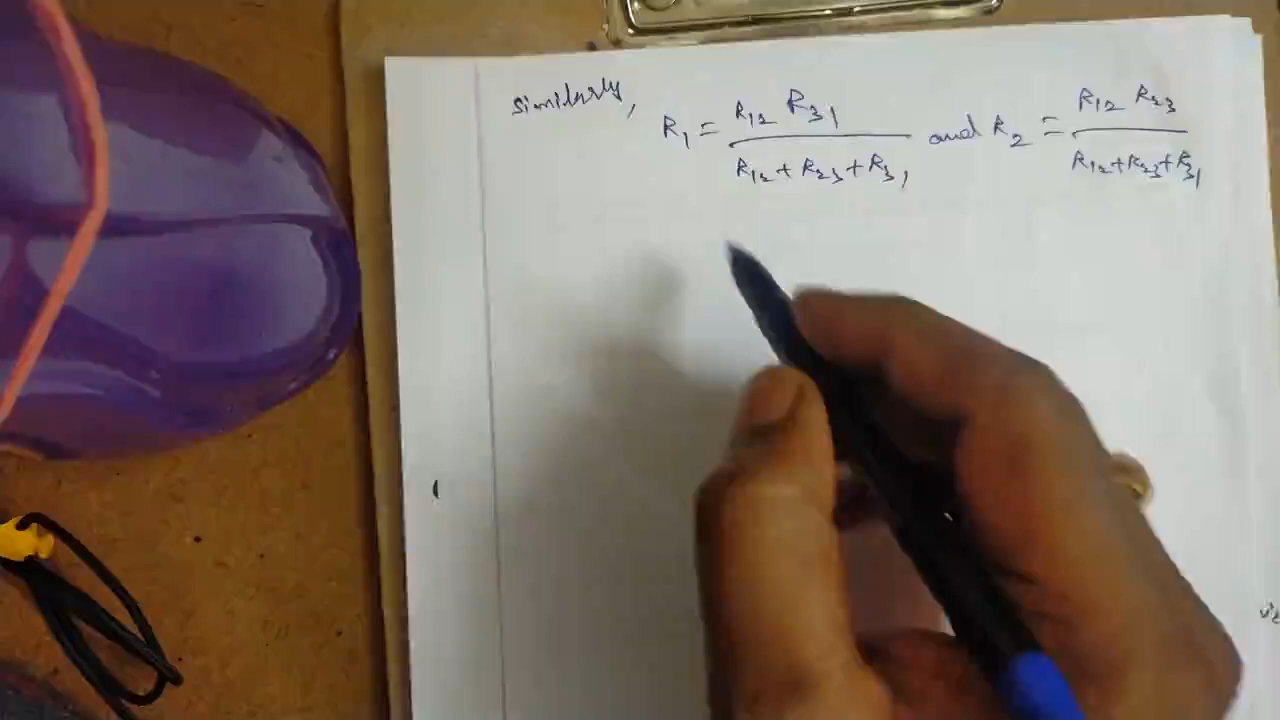 Similarly, R₁ = R₁₂ R₃₁ / (R₁₂ + R₂₃ + R₃₁) and R₂ = R₁₂ R₂₃ / (R₁₂ + R₂₃ + R₃₁)